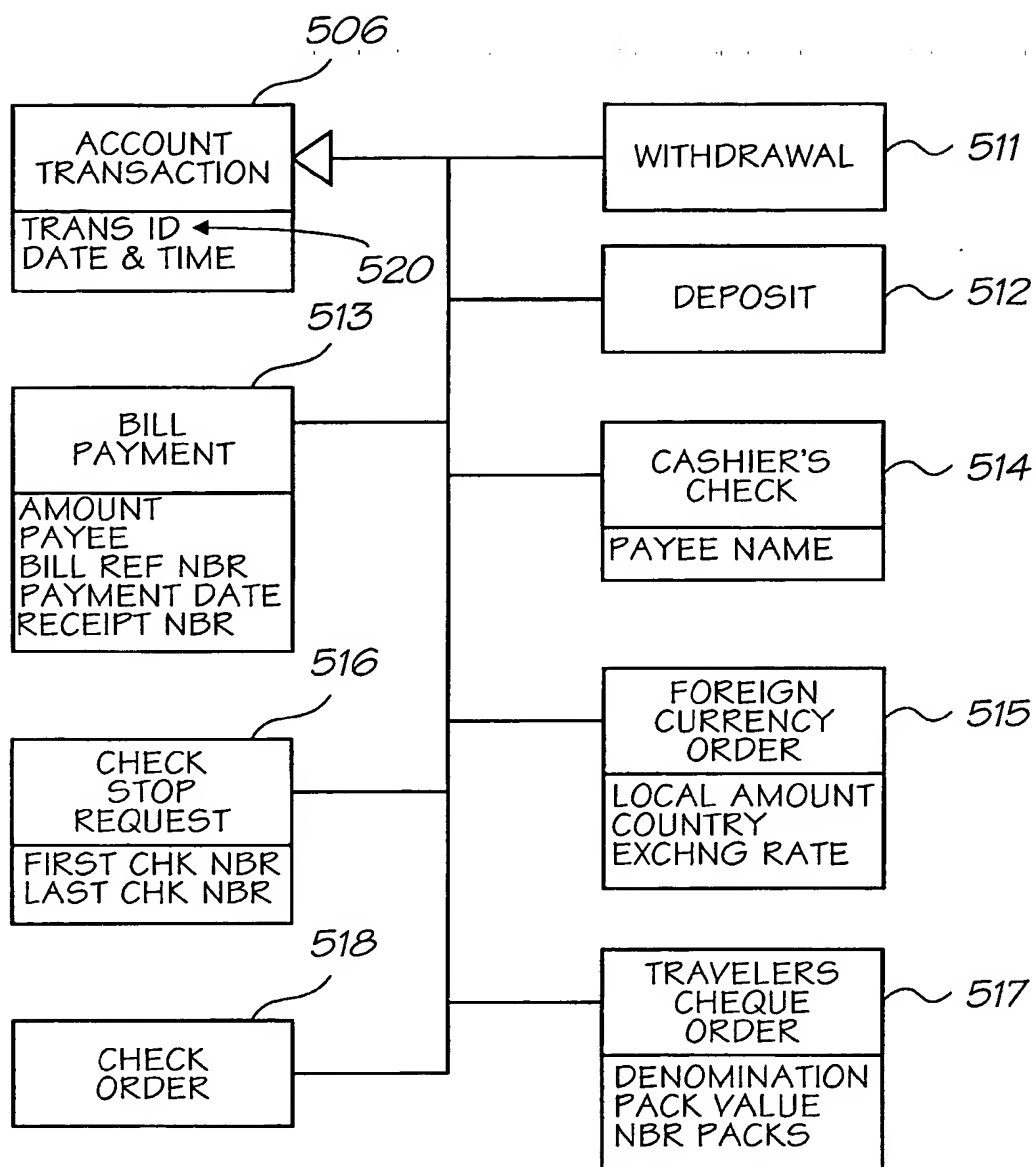 506
ACCOUNT
TRANSACTION
TRANS ID
DATE & TIME
520
WITHDRAWAL
511
DEPOSIT
512
513
BILL
PAYMENT
AMOUNT
PAYEE
BILL REF NBR
PAYMENT DATE
RECEIPT NBR
CASHIER'S
CHECK
PAYEE NAME
514
516
CHECK
STOP
REQUEST
FIRST CHK NBR
LAST CHK NBR
FOREIGN
CURRENCY
ORDER
LOCAL AMOUNT
COUNTRY
EXCHNG RATE
515
518
CHECK
ORDER
TRAVELERS
CHEQUE
ORDER
DENOMINATION
PACK VALUE
NBR PACKS
517